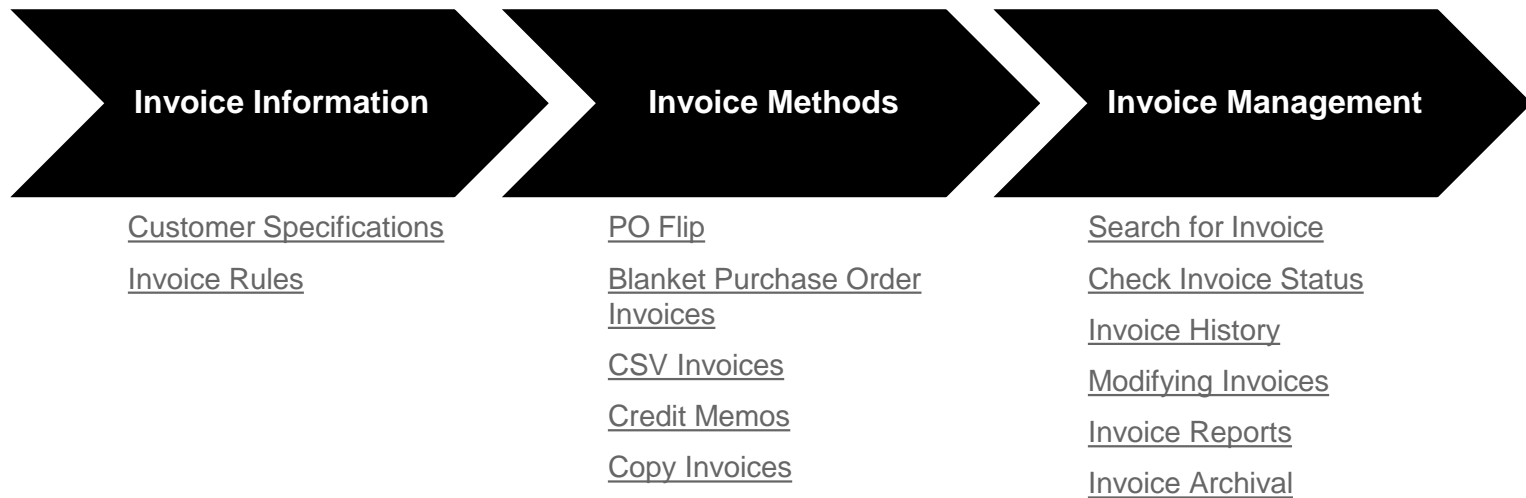 Invoice Information
Customer Specifications
Invoice Rules
Invoice Methods
PO Flip
Blanket Purchase Order
Invoices
CSV Invoices
Credit Memos
Copy Invoices
Invoice Management
Search for Invoice
Check Invoice Status
Invoice History
Modifying Invoices
Invoice Reports
Invoice Archival